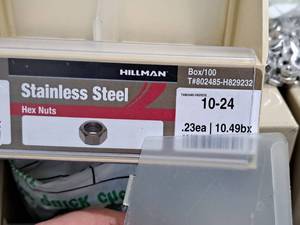 HILLMAN
Box/100
T#802485-H829232
Stainless Steel
Hex Nuts
10-24
.23ea | 10.49bx